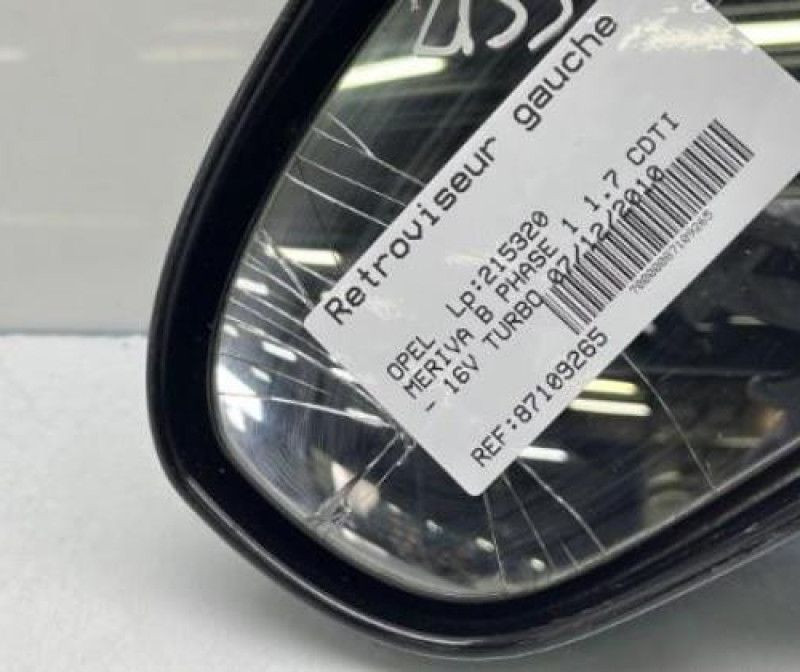 Retroviseur gauche
OPEL Lp:215320
MERIVA B PHASE 1 1.7 CDTI
- 16V TURBO 07/12/2010
REF:87109265